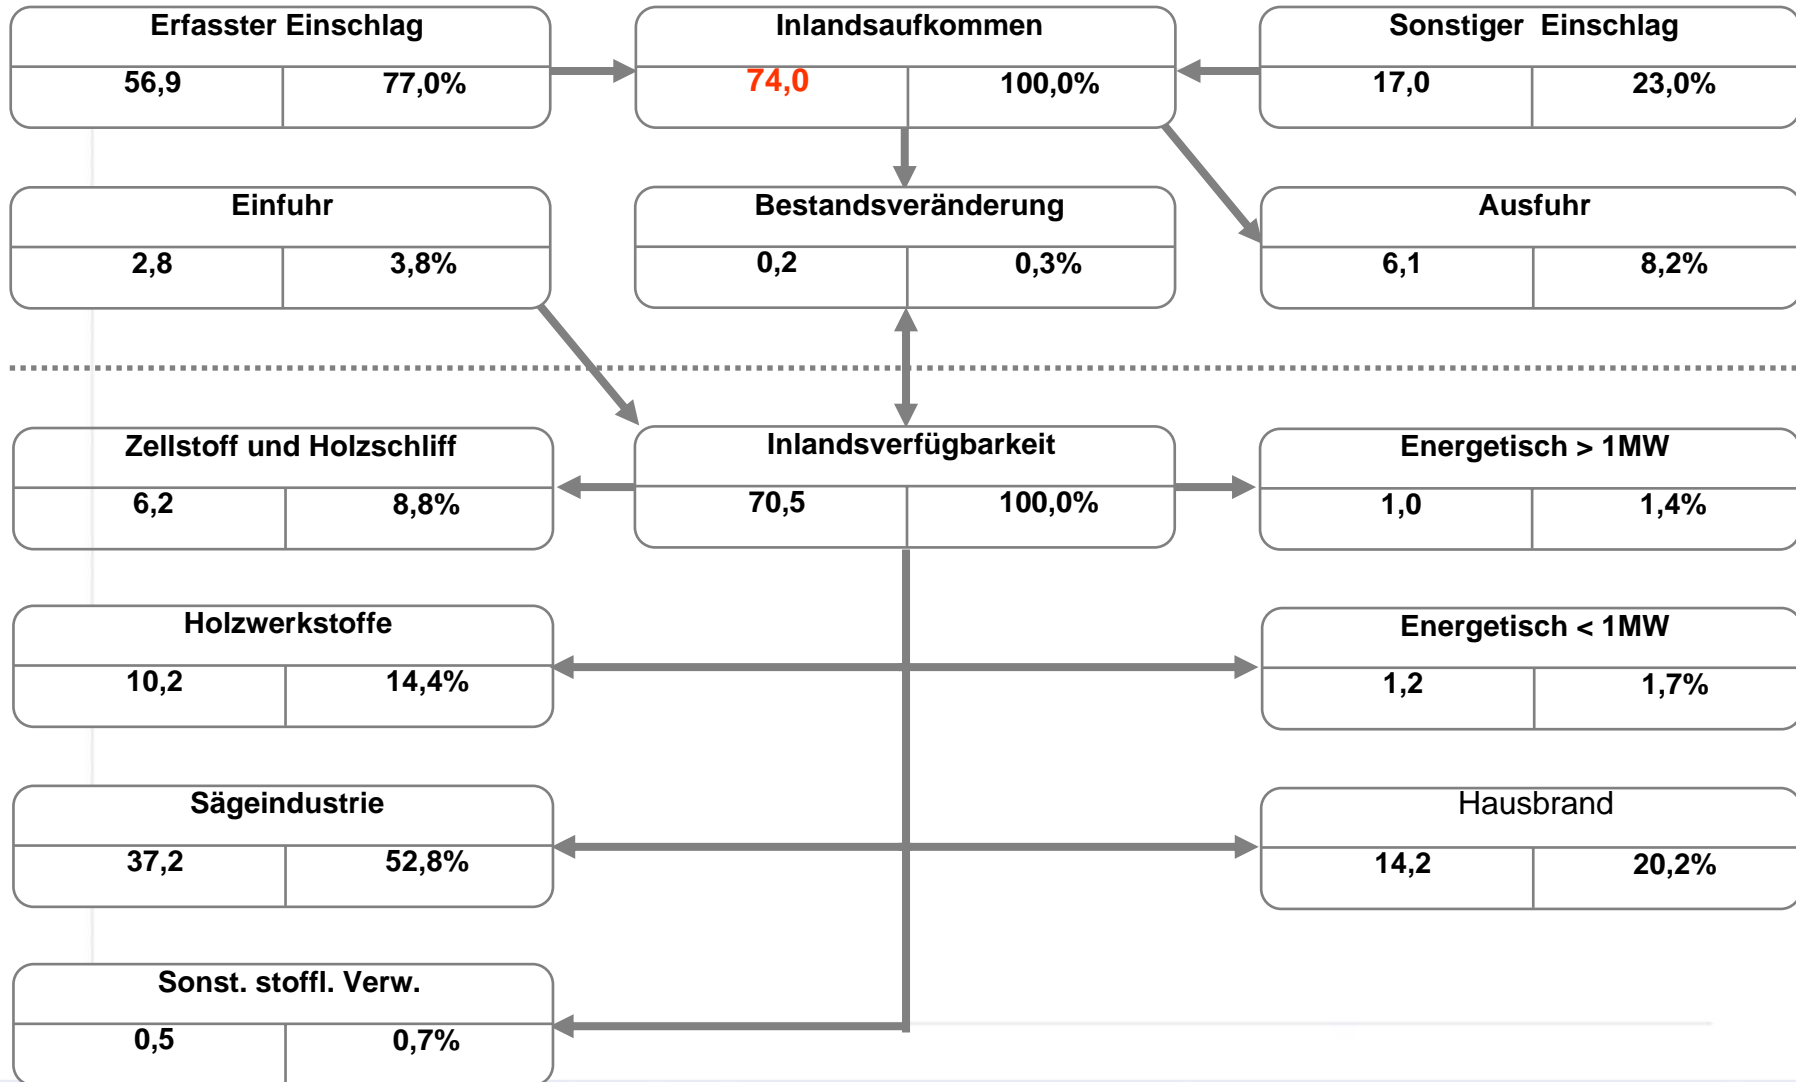 Erfasster Einschlag
56,9 77,0%
Inlandsaufkommen
74,0 100,0%
Sonstiger Einschlag
17,0 23,0%
Einfuhr
2,8 3,8%
Bestandsveränderung
0,2 0,3%
Ausfuhr
6,1 8,2%
Zellstoff und Holzschliff
6,2 8,8%
Inlandsverfügbarkeit
70,5 100,0%
Energetisch > 1MW
1,0 1,4%
Holzwerkstoffe
10,2 14,4%
Energetisch < 1MW
1,2 1,7%
Sägeindustrie
37,2 52,8%
Hausbrand
14,2 20,2%
Sonst. stoffl. Verw.
0,5 0,7%